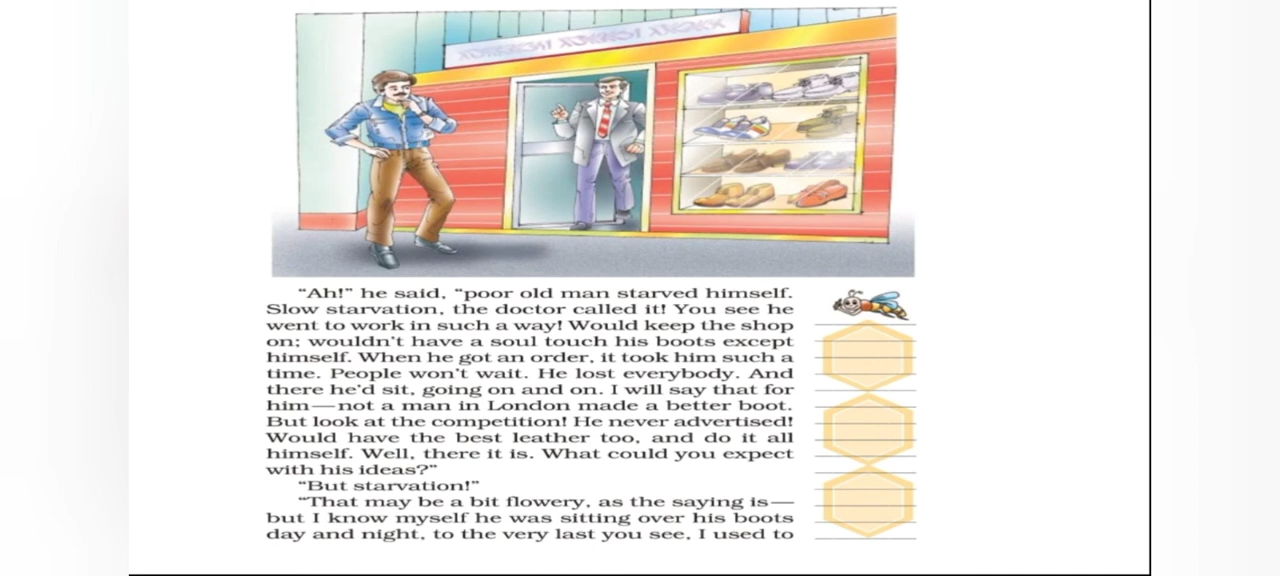 “Ah!” he said, “poor old man starved himself.
Slow starvation, the doctor called it! You see he
went to work in such a way! Would keep the shop
on; wouldn’t have a soul touch his boots except
himself. When he got an order, it took him such a
time. People won’t wait. He lost everybody. And
there he’d sit, going on and on. I will say that for
him—not a man in London made a better boot.
But look at the competition! He never advertised!
Would have the best leather too, and do it all
himself. Well, there it is. What could you expect
with his ideas?”
“But starvation!”
“That may be a bit flowery, as the saying is—
but I know myself he was sitting over his boots
day and night, to the very last you see, I used to